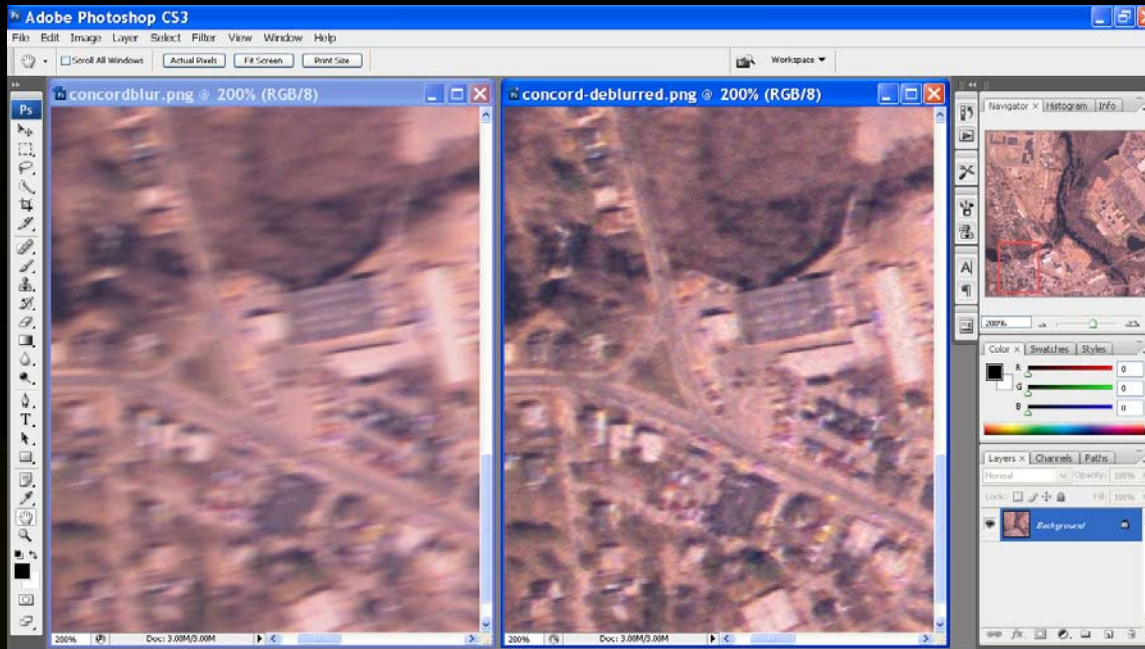 Adobe Photoshop CS3
File Edit Image Layer Select Filter View Window Help
Scroll All Windows Actual Pixels Fit Screen Print Size Workspace
concordblur.png @ 200% (RGB/8)
concord-deblurred.png @ 200% (RGB/8)
Ps
Navigator × Histogram Info
200%
Color × Swatches Styles
R 0
G 0
B 0
Layers × Channels Paths
Normal Opacity: 100%
Lock: Fill: 100%
Background
200% Doc: 3.00M/3.00M
200% Doc: 3.00M/3.00M